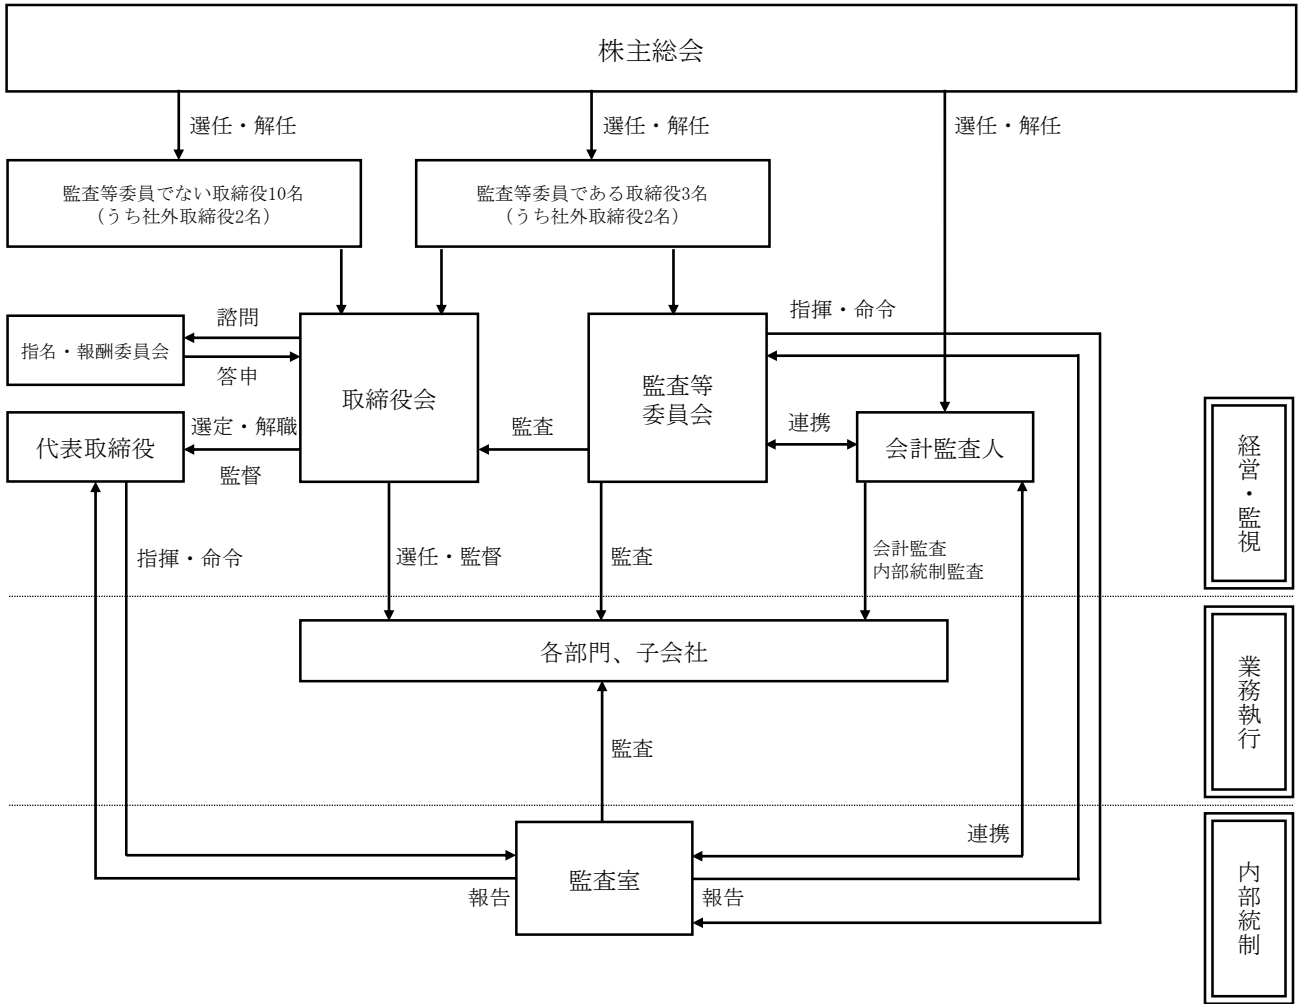 株主総会
選任・解任
選任・解任
選任・解任
監査等委員でない取締役10名
（うち社外取締役2名）
監査等委員である取締役3名
（うち社外取締役2名）
指揮・命令
諮問
指名・報酬委員会
答申
取締役会
監査等
委員会
代表取締役
選定・解職
監督
監査
連携
会計監査人
経営・監視
指揮・命令
選任・監督
監査
会計監査
内部統制監査
各部門、子会社
業務執行
監査
連携
監査室
報告
報告
内部統制